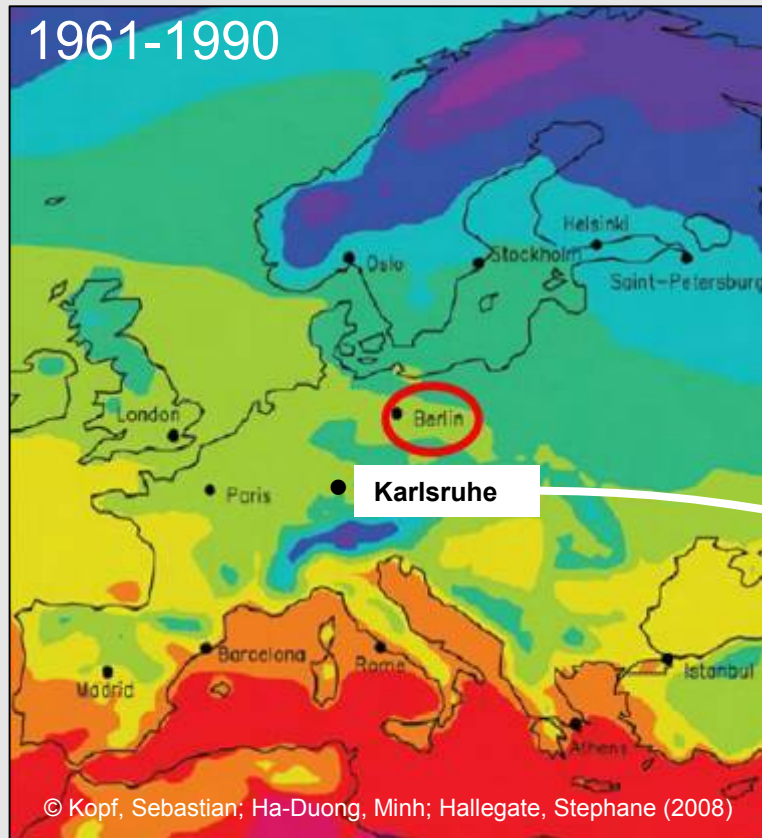 1961-1990
Helsinki
Oslo
Stockholm
Saint-Petersburg
London
Berlin
Paris
Karlsruhe
Barcelona
Rome
Istanbul
Madrid
Athens
© Kopf, Sebastian; Ha-Duong, Minh; Hallegate, Stephane (2008)